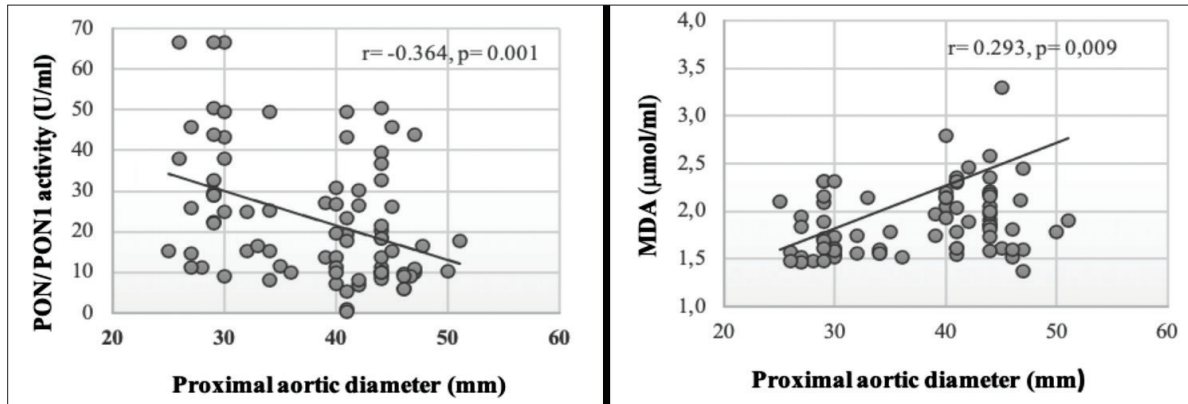 PON/ PON1 activity (U/ml)
70
60
50
40
30
20
10
0
r= -0.364, p= 0.001
20 30 40 50 60
Proximal aortic diameter (mm)
MDA (μmol/ml)
4,0
3,5
3,0
2,5
2,0
1,5
1,0
r= 0.293, p= 0,009
20 30 40 50 60
Proximal aortic diameter (mm)